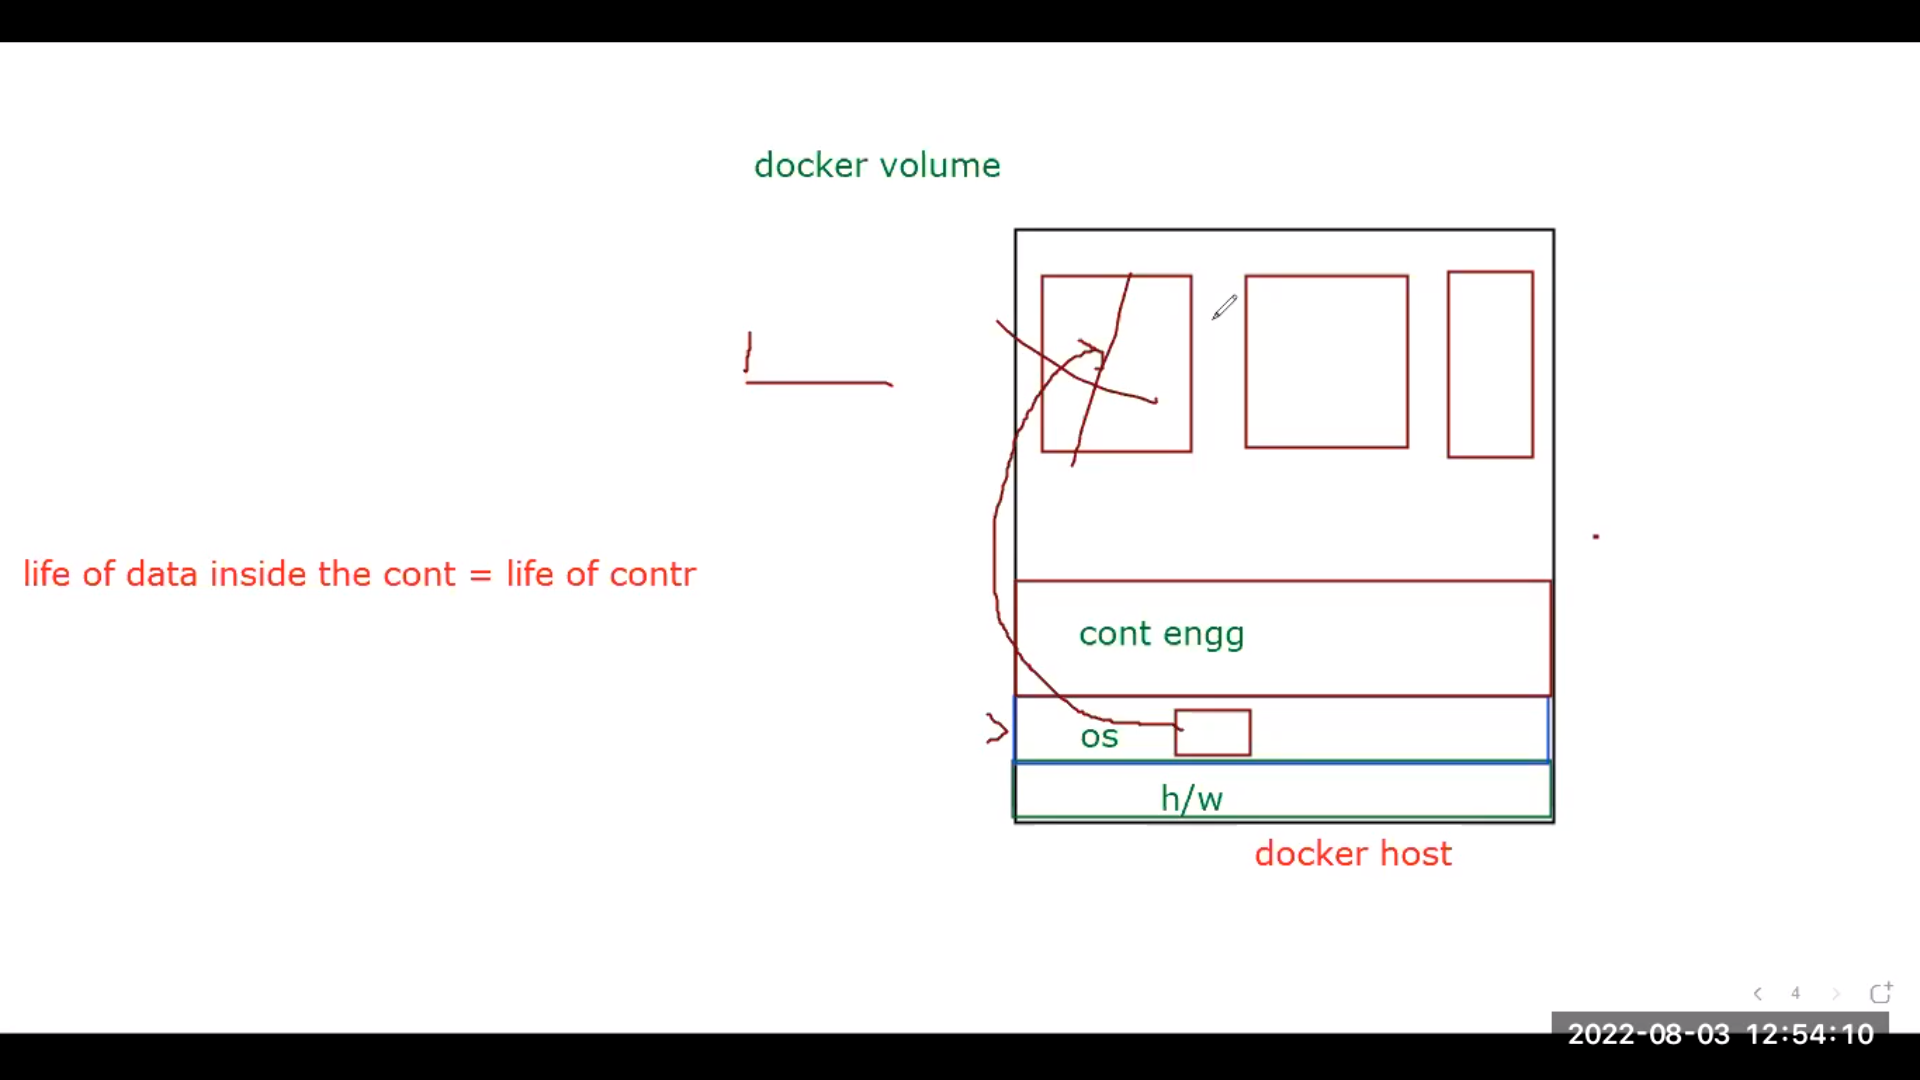 docker volume
life of data inside the cont = life of contr
cont engg
os
h/w
docker host
4
2022-08-03 12:54:10